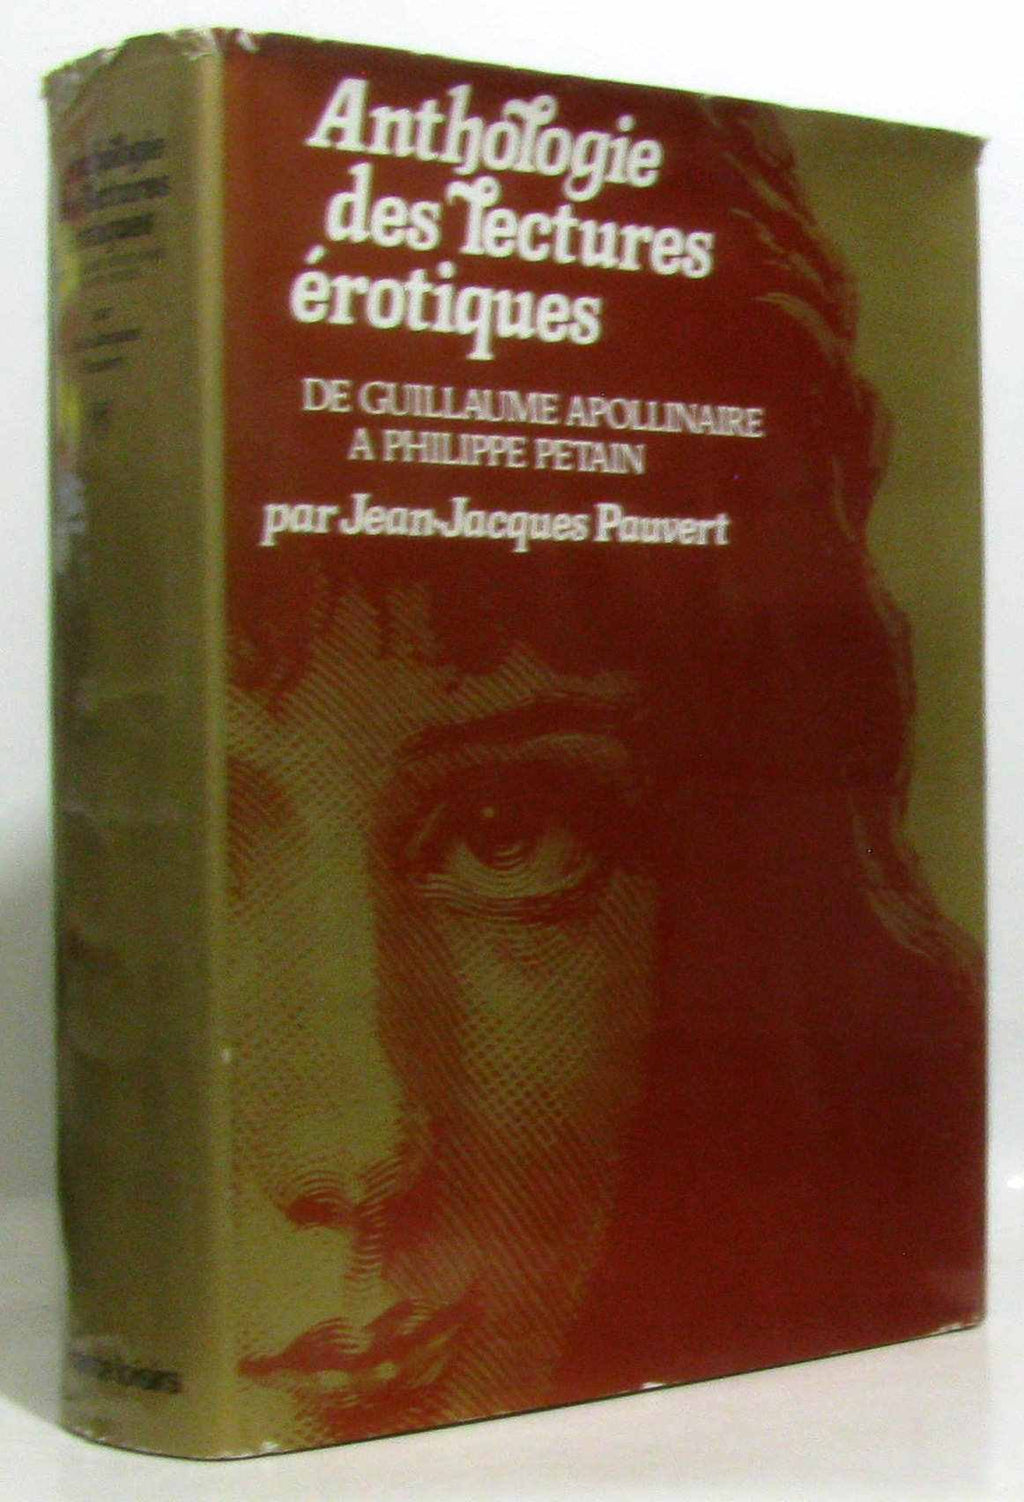 Anthologie
des lectures
érotiques
DE GUILLAUME APOLLINAIRE
A PHILIPPE PETAIN
par Jean-Jacques Pauvert